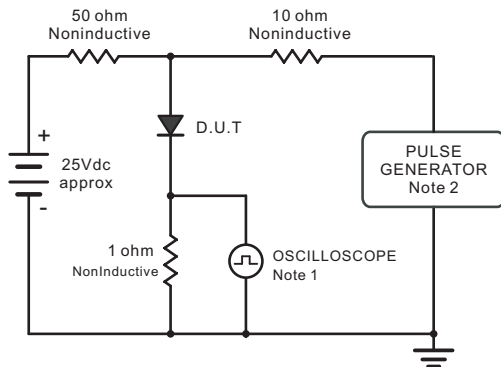 50 ohm
Noninductive
10 ohm
Noninductive
+
25Vdc
approx
-
D.U.T
PULSE
GENERATOR
Note 2
1 ohm
NonInductive
OSCILLOSCOPE
Note 1